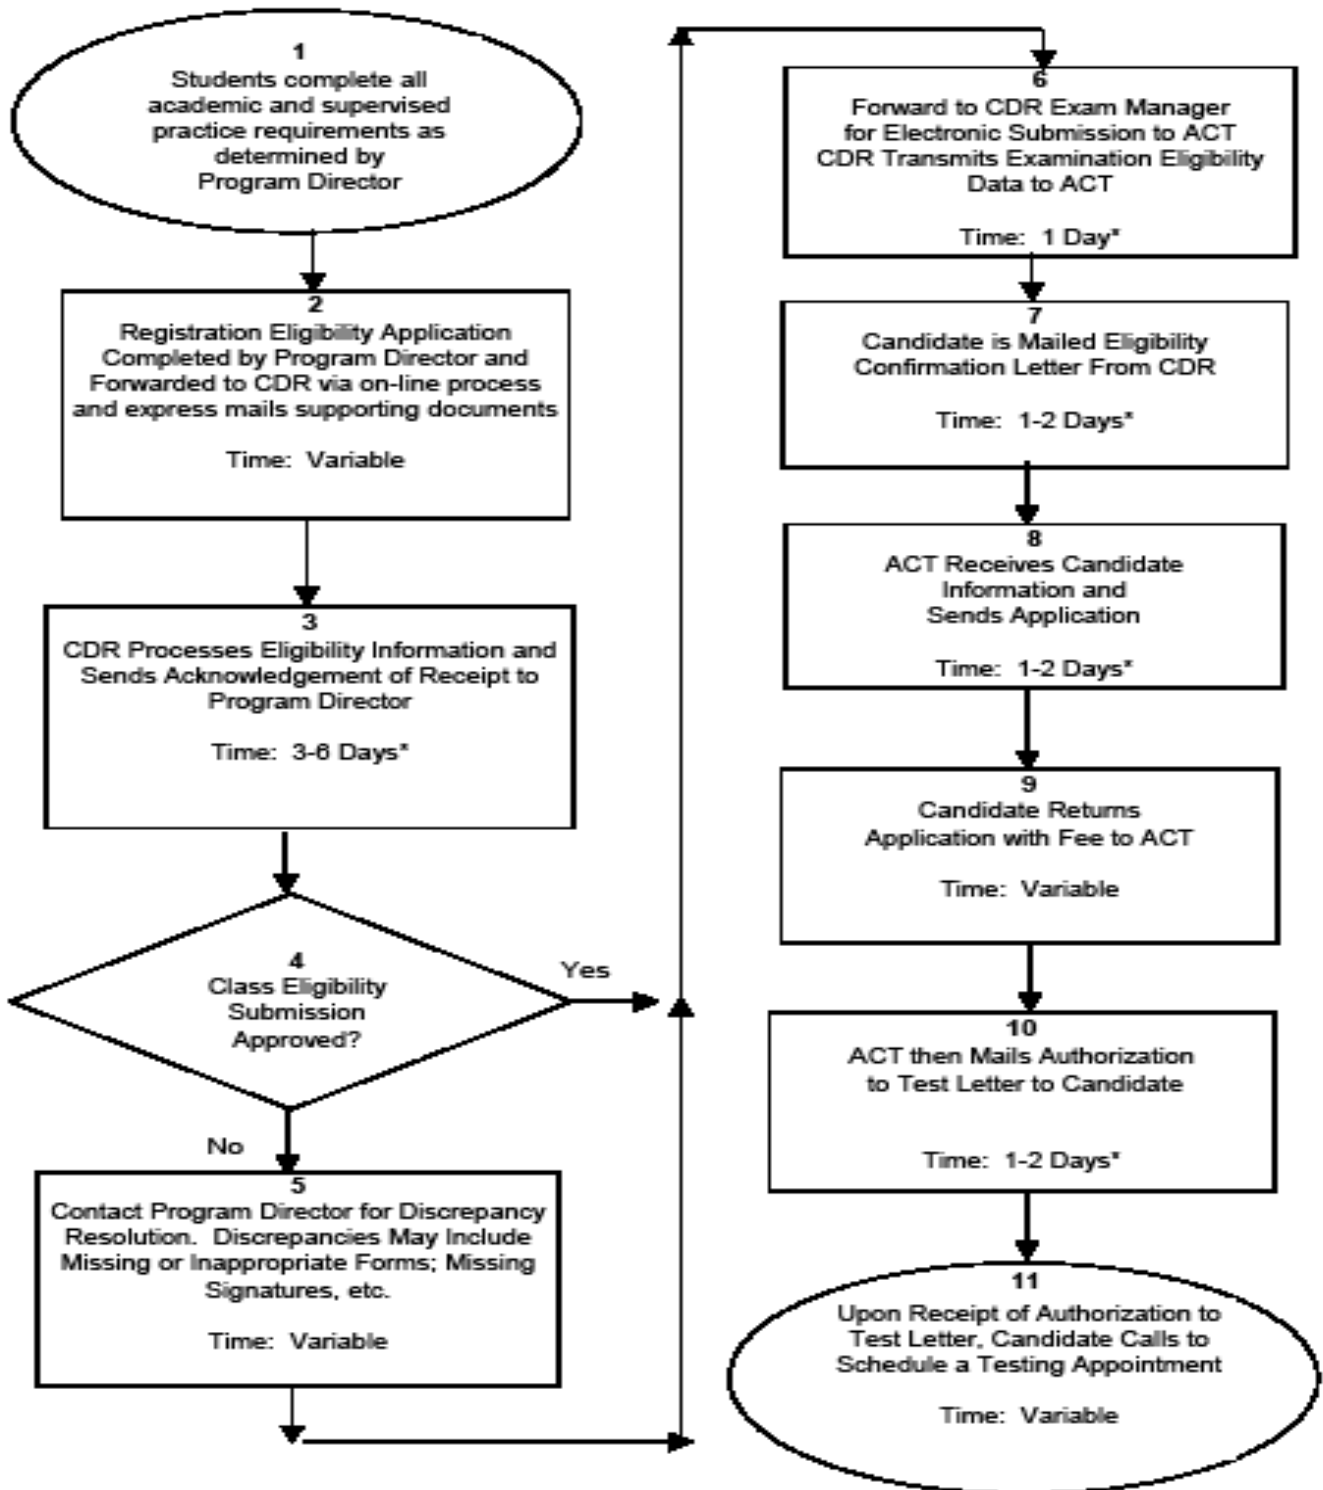 1
Students complete all
academic and supervised
practice requirements as
determined by
Program Director
2
Registration Eligibility Application
Completed by Program Director and
Forwarded to CDR via on-line process
and express mails supporting documents
Time: Variable
3
CDR Processes Eligibility Information and
Sends Acknowledgement of Receipt to
Program Director
Time: 3-6 Days*
4
Class Eligibility
Submission
Approved?
Yes
No
5
Contact Program Director for Discrepancy
Resolution. Discrepancies May Include
Missing or Inappropriate Forms; Missing
Signatures, etc.
Time: Variable
6
Forward to CDR Exam Manager
for Electronic Submission to ACT
CDR Transmits Examination Eligibility
Data to ACT
Time: 1 Day*
7
Candidate is Mailed Eligibility
Confirmation Letter From CDR
Time: 1-2 Days*
8
ACT Receives Candidate
Information and
Sends Application
Time: 1-2 Days*
9
Candidate Returns
Application with Fee to ACT
Time: Variable
10
ACT then Mails Authorization
to Test Letter to Candidate
Time: 1-2 Days*
11
Upon Receipt of Authorization to
Test Letter, Candidate Calls to
Schedule a Testing Appointment
Time: Variable